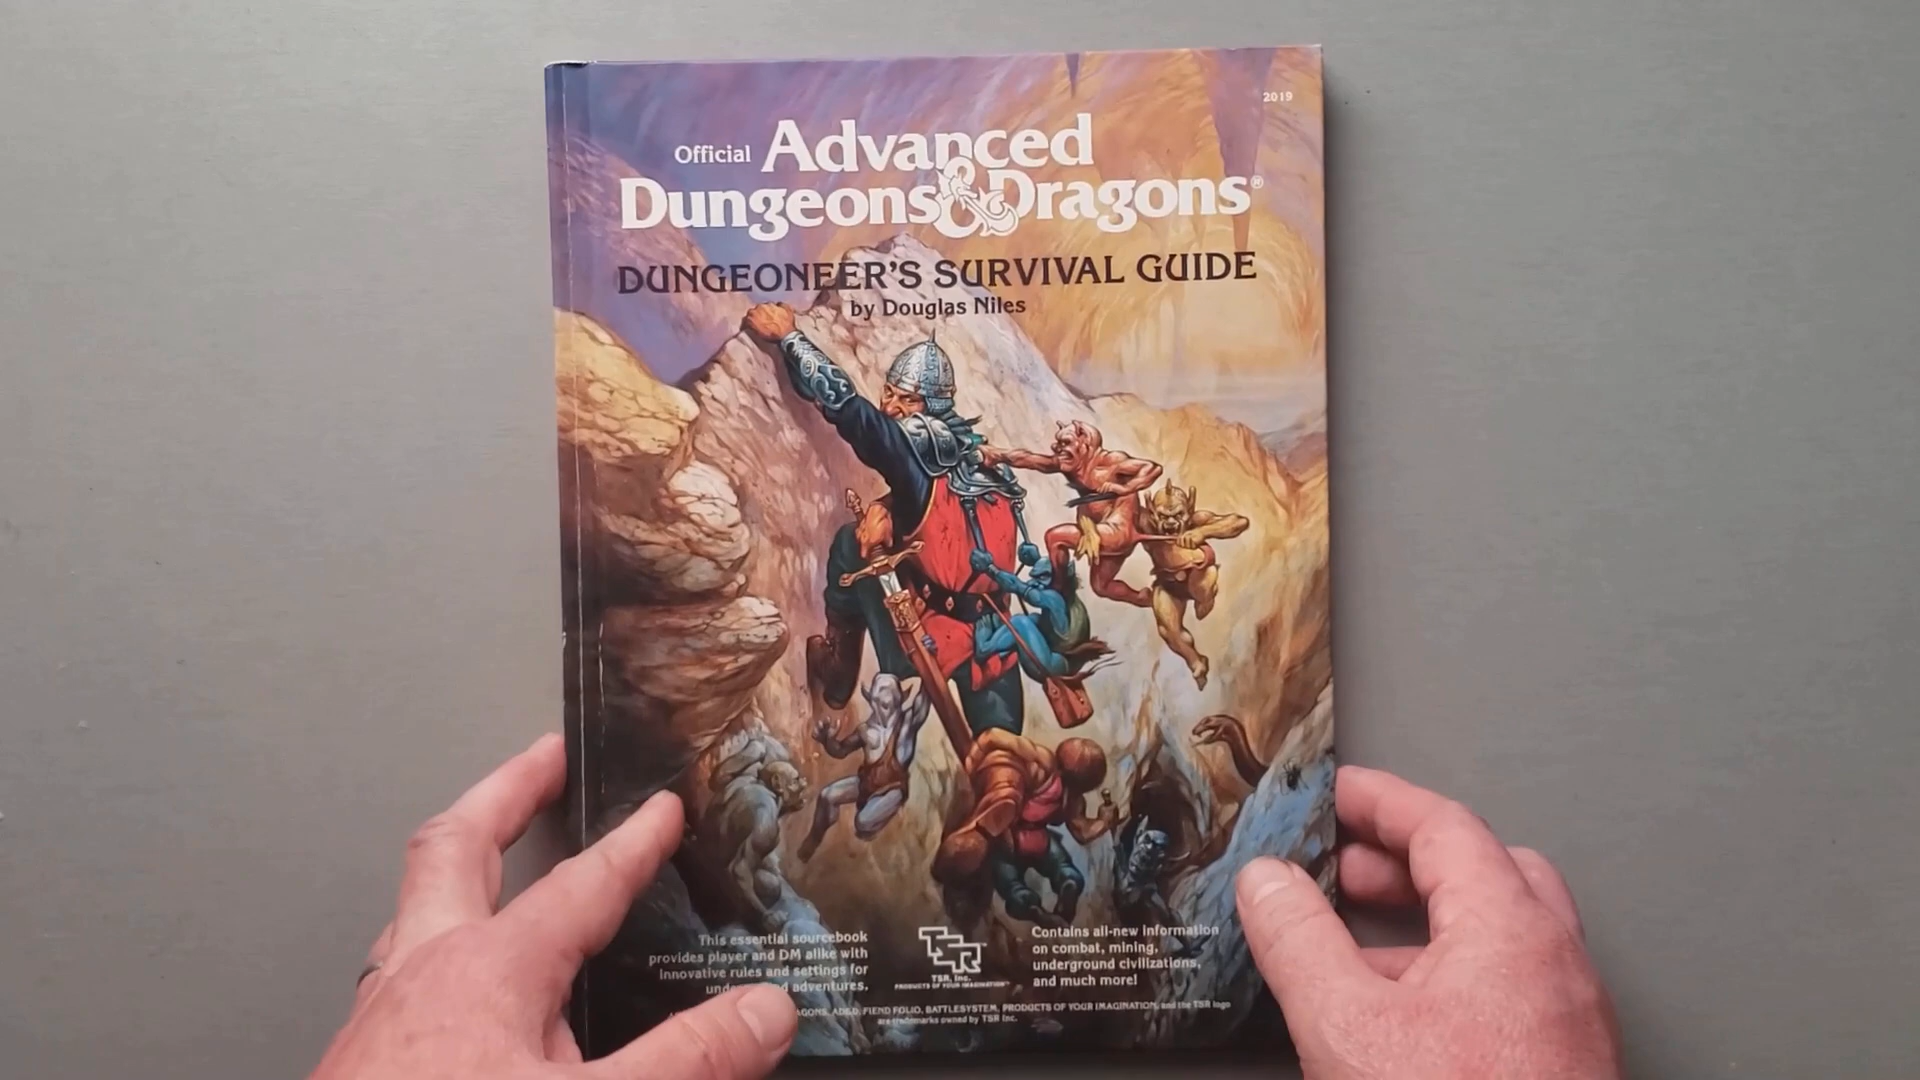 2019
Official Advanced
Dungeons & Dragons®
DUNGEONEER'S SURVIVAL GUIDE
by Douglas Niles
This essential sourcebook
provides player and DM alike with
innovative rules and settings for
adventures.
TSR™
TSR, Inc.
PRODUCTS OF YOUR IMAGINATION™
Contains all-new information
on combat, mining,
underground civilizations,
and much more!
AD&D, FIEND FOLIO, BATTLESYSTEM, PRODUCTS OF YOUR IMAGINATION, and the TSR logo
are trademarks owned by TSR Inc.